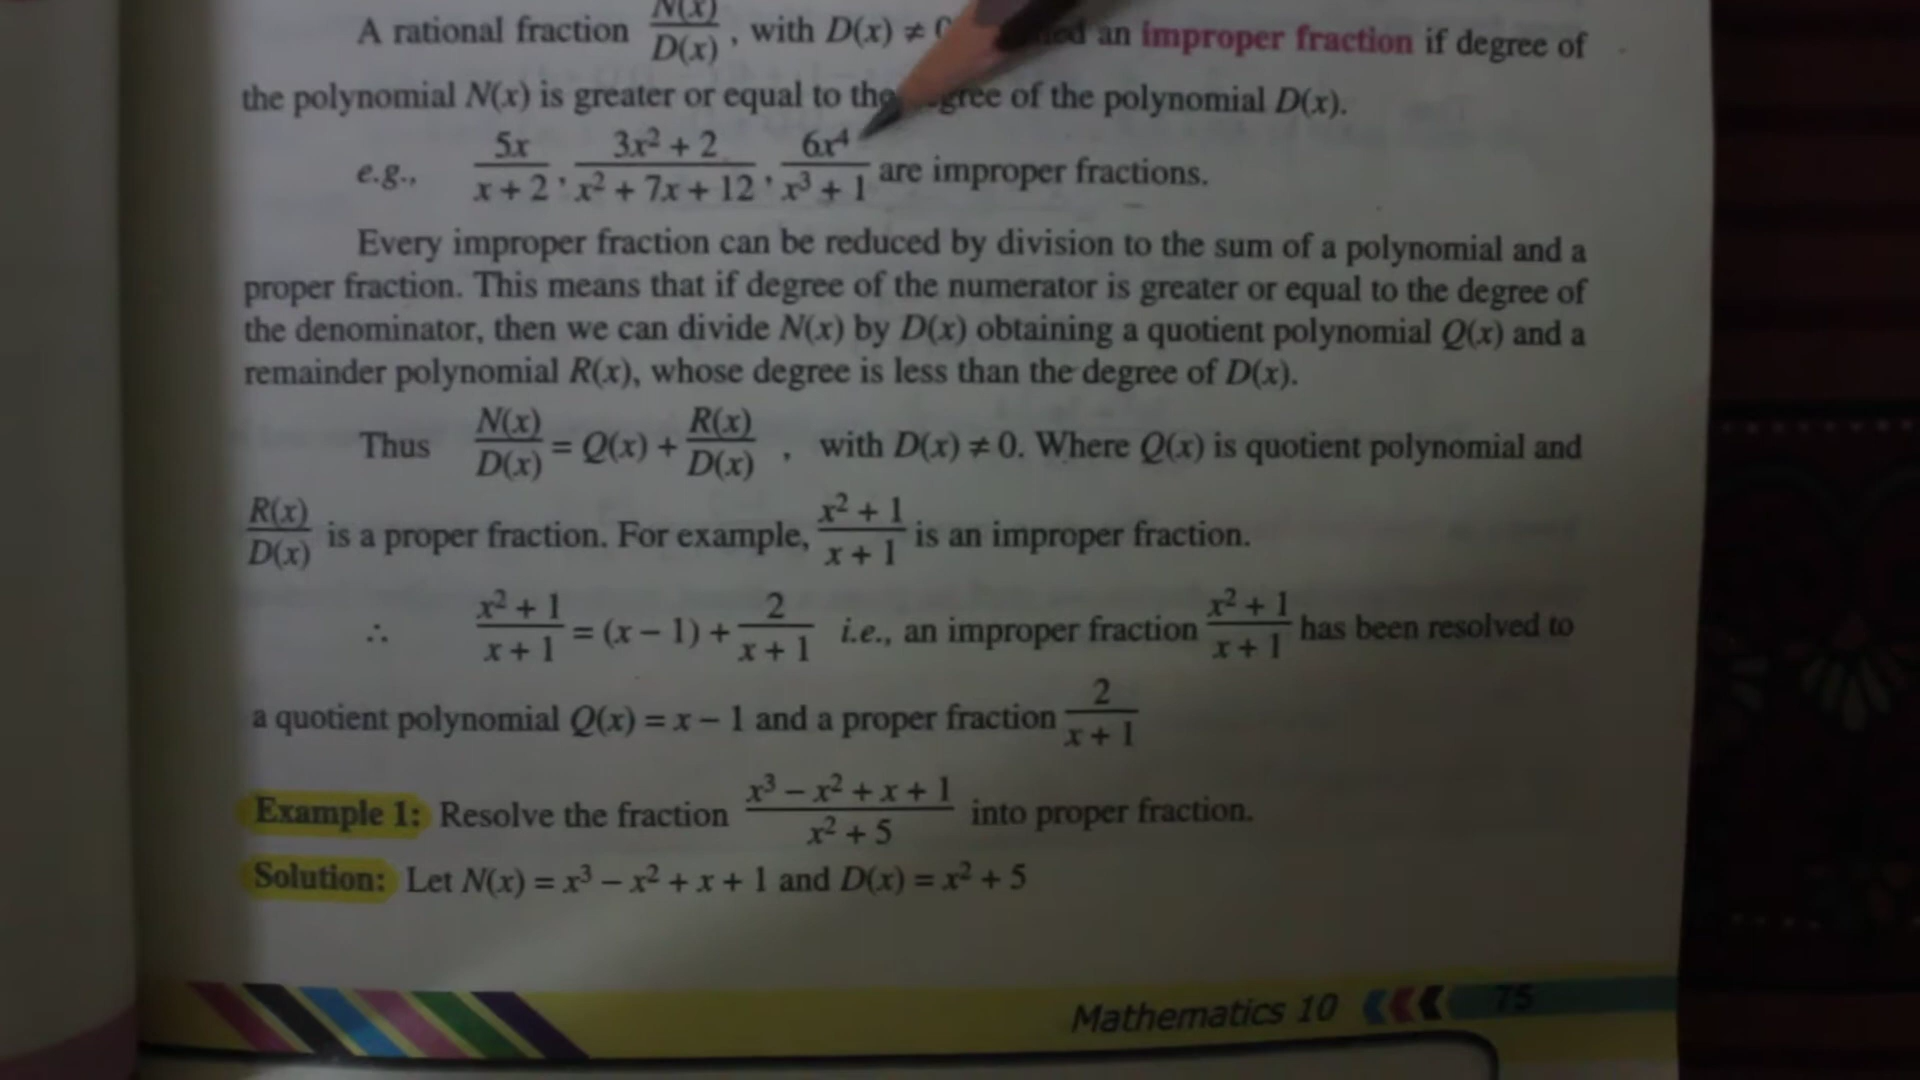 A rational fraction N(x)/D(x), with D(x) ≠ an improper fraction if degree of
the polynomial N(x) is greater or equal to the of the polynomial D(x).
e.g., 5x/(x + 2), (3x² + 2)/(x² + 7x + 12), 6x⁴/(x³ + 1) are improper fractions.
Every improper fraction can be reduced by division to the sum of a polynomial and a
proper fraction. This means that if degree of the numerator is greater or equal to the degree of
the denominator, then we can divide N(x) by D(x) obtaining a quotient polynomial Q(x) and a
remainder polynomial R(x), whose degree is less than the degree of D(x).
Thus N(x)/D(x) = Q(x) + R(x)/D(x), with D(x) ≠ 0. Where Q(x) is quotient polynomial and
R(x)/D(x) is a proper fraction. For example, (x² + 1)/(x + 1) is an improper fraction.
∴ (x² + 1)/(x + 1) = (x – 1) + 2/(x + 1) i.e., an improper fraction (x² + 1)/(x + 1) has been resolved to
a quotient polynomial Q(x) = x – 1 and a proper fraction 2/(x + 1)
Example 1: Resolve the fraction (x³ – x² + x + 1)/(x² + 5) into proper fraction.
Solution: Let N(x) = x³ – x² + x + 1 and D(x) = x² + 5
Mathematics 10 75